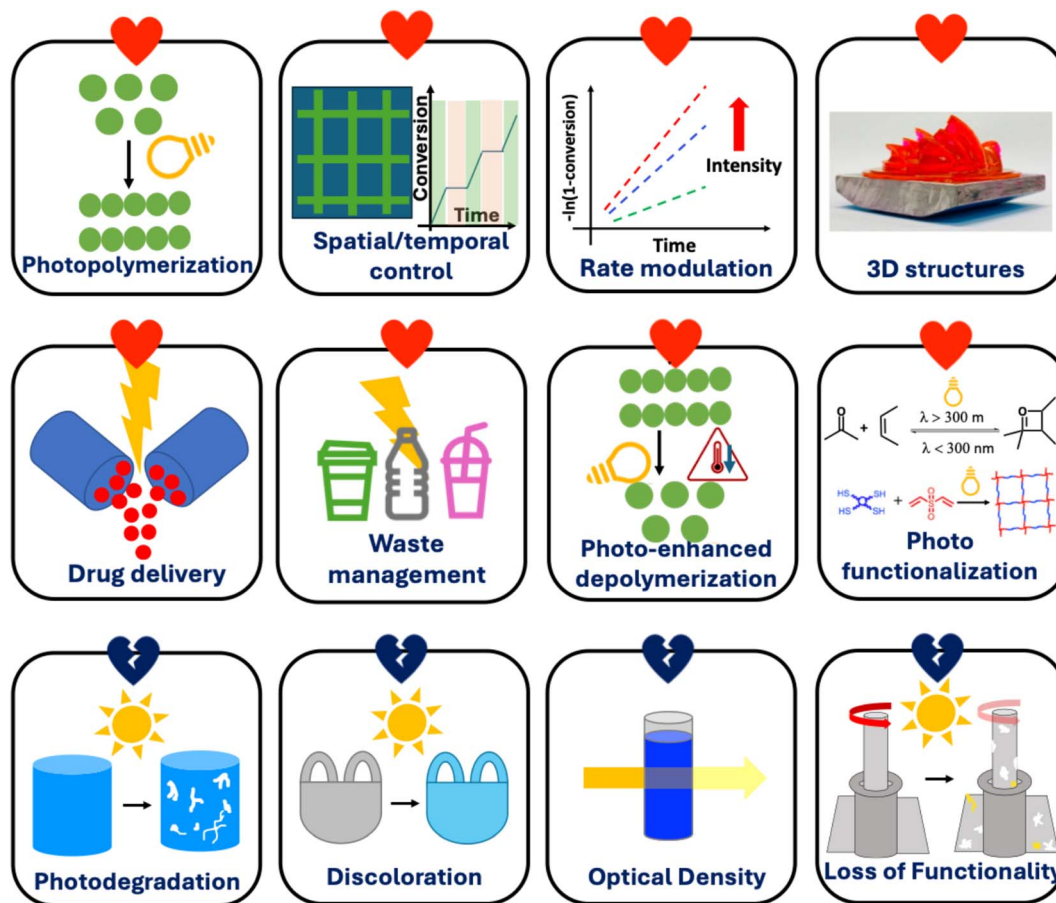 Photopolymerization
Conversion
Time
Spatial/temporal
control
-ln(1-conversion)
Intensity
Time
Rate modulation
3D structures
Drug delivery
Waste
management
Photo-enhanced
depolymerization
O
+
λ > 300 m
λ < 300 nm
O
HS SH
HS SH
+
O
S
O
Photo
functionalization
Photodegradation
Discoloration
Optical Density
Loss of Functionality